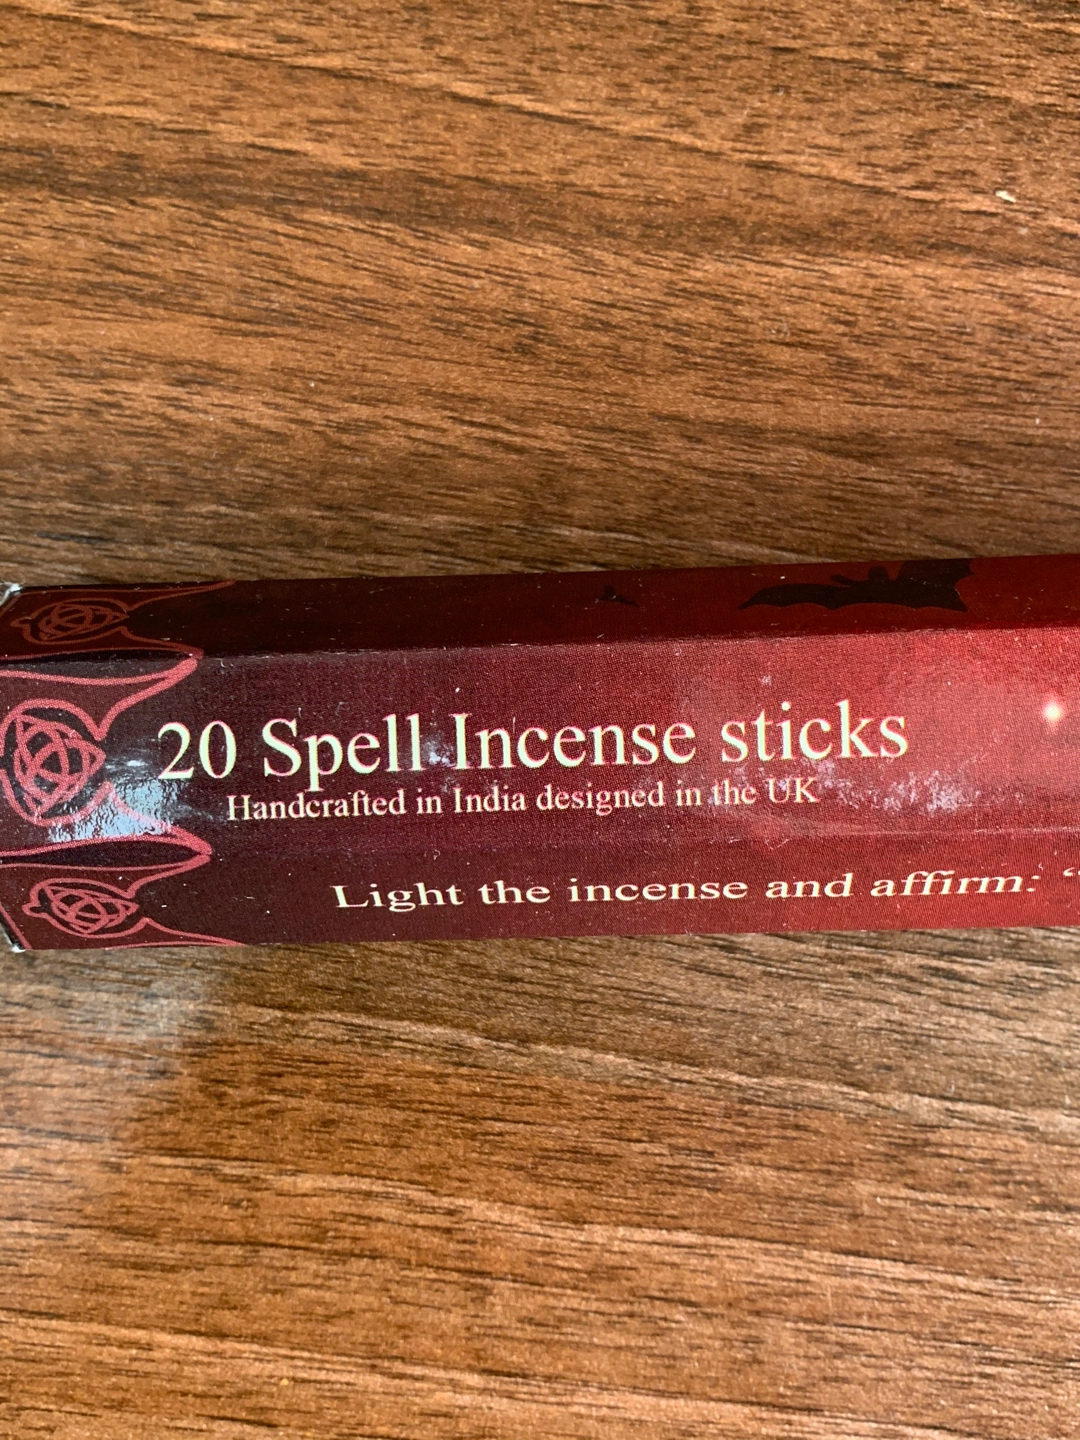 20 Spell Incense sticks
Handcrafted in India designed in the UK
Light the incense and affirm: “